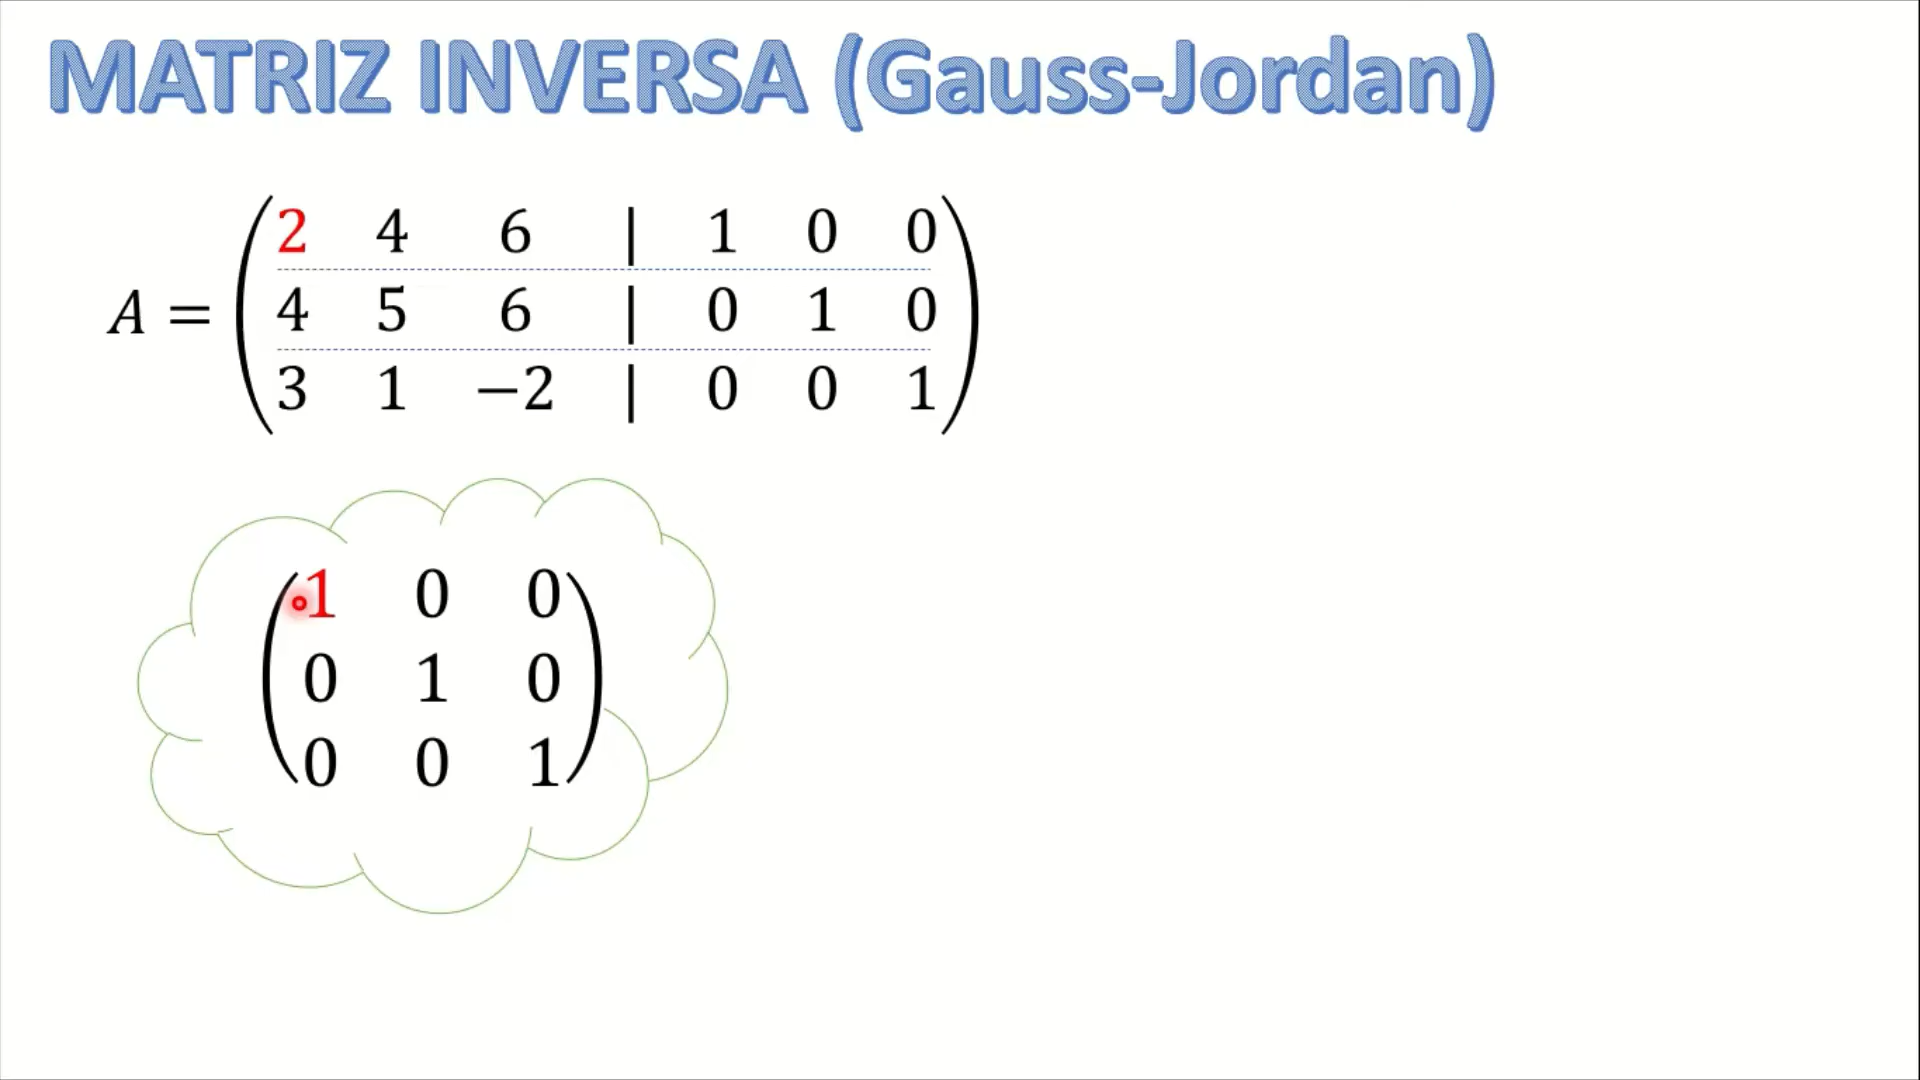 MATRIZ INVERSA (Gauss-Jordan)
2 4 6 | 1 0 0
A = 4 5 6 | 0 1 0
3 1 −2 | 0 0 1
1 0 0
0 1 0
0 0 1